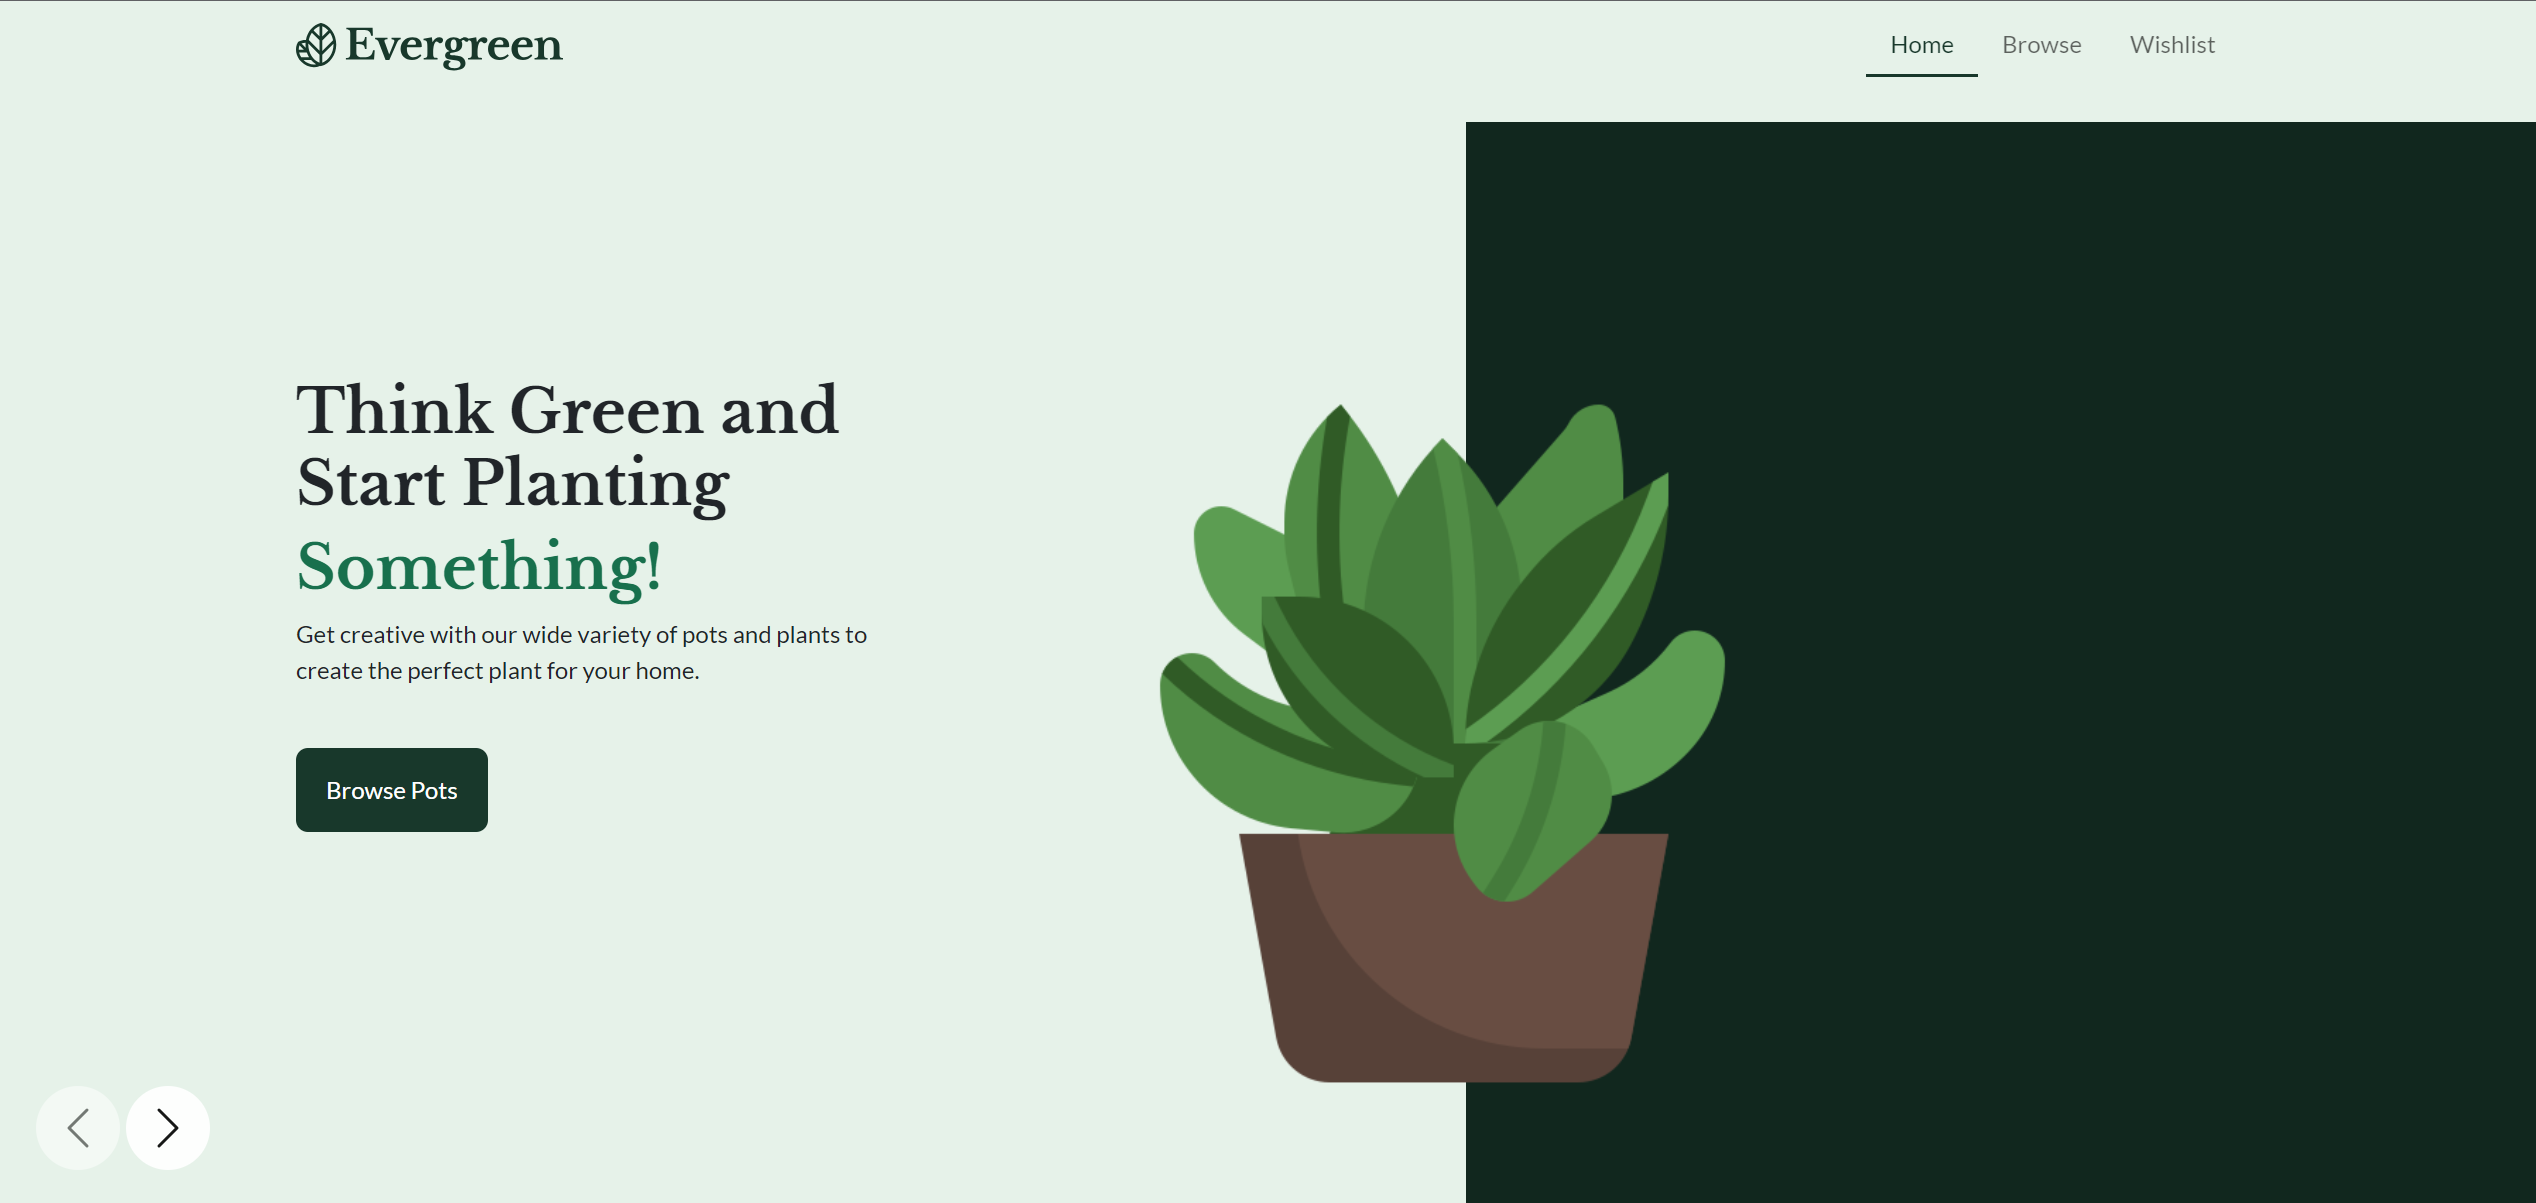 Evergreen
Home Browse Wishlist
Think Green and
Start Planting
Something!
Get creative with our wide variety of pots and plants to
create the perfect plant for your home.
Browse Pots